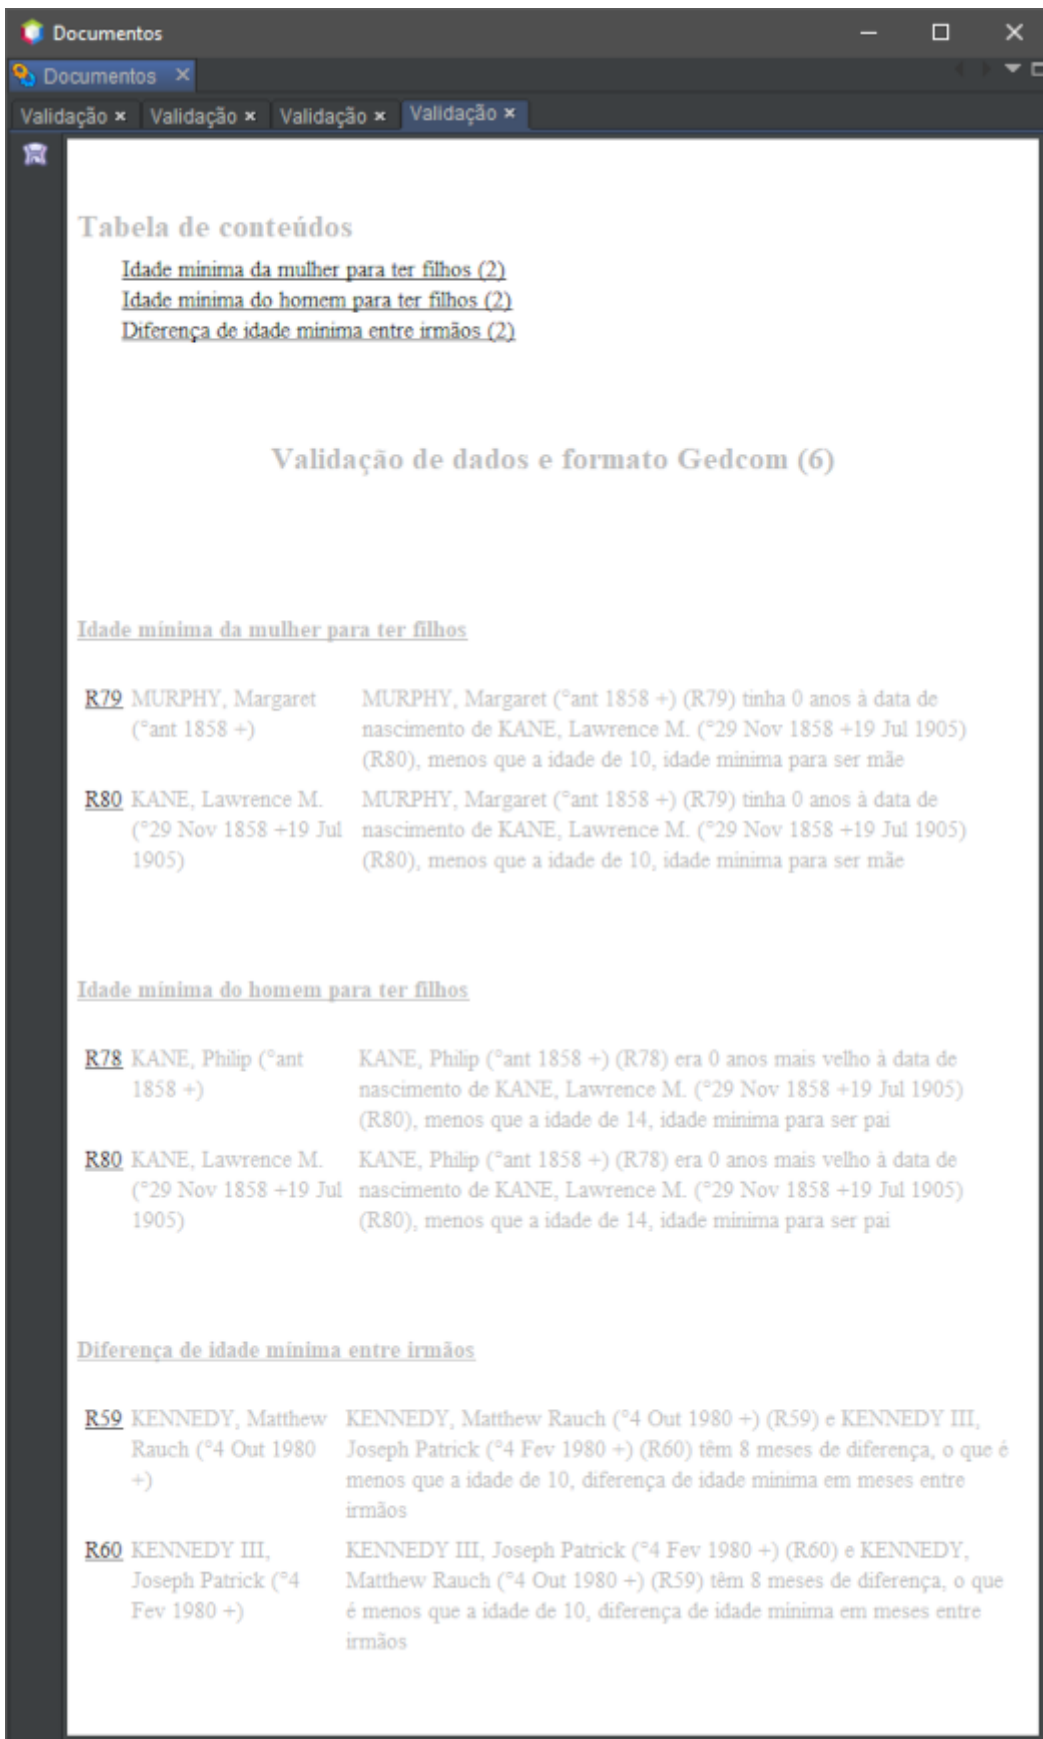 Documentos
Documentos
Validação Validação Validação Validação
Tabela de conteúdos
Idade mínima da mulher para ter filhos (2)
Idade mínima do homem para ter filhos (2)
Diferença de idade mínima entre irmãos (2)
Validação de dados e formato Gedcom (6)
Idade mínima da mulher para ter filhos
R79 MURPHY, Margaret MURPHY, Margaret (°ant 1858 +) (R79) tinha 0 anos à data de
(°ant 1858 +) nascimento de KANE, Lawrence M. (°29 Nov 1858 +19 Jul 1905)
(R80), menos que a idade de 10, idade mínima para ser mãe
R80 KANE, Lawrence M. MURPHY, Margaret (°ant 1858 +) (R79) tinha 0 anos à data de
(°29 Nov 1858 +19 Jul nascimento de KANE, Lawrence M. (°29 Nov 1858 +19 Jul 1905)
1905) (R80), menos que a idade de 10, idade mínima para ser mãe
Idade mínima do homem para ter filhos
R78 KANE, Philip (°ant KANE, Philip (°ant 1858 +) (R78) era 0 anos mais velho à data de
1858 +) nascimento de KANE, Lawrence M. (°29 Nov 1858 +19 Jul 1905)
(R80), menos que a idade de 14, idade mínima para ser pai
R80 KANE, Lawrence M. KANE, Philip (°ant 1858 +) (R78) era 0 anos mais velho à data de
(°29 Nov 1858 +19 Jul nascimento de KANE, Lawrence M. (°29 Nov 1858 +19 Jul 1905)
1905) (R80), menos que a idade de 14, idade mínima para ser pai
Diferença de idade mínima entre irmãos
R59 KENNEDY, Matthew KENNEDY, Matthew Rauch (°4 Out 1980 +) (R59) e KENNEDY III,
Rauch (°4 Out 1980 Joseph Patrick (°4 Fev 1980 +) (R60) têm 8 meses de diferença, o que é
+) menos que a idade de 10, diferença de idade mínima em meses entre
irmãos
R60 KENNEDY III, KENNEDY III, Joseph Patrick (°4 Fev 1980 +) (R60) e KENNEDY,
Joseph Patrick (°4 Matthew Rauch (°4 Out 1980 +) (R59) têm 8 meses de diferença, o que
Fev 1980 +) é menos que a idade de 10, diferença de idade mínima em meses entre
irmãos